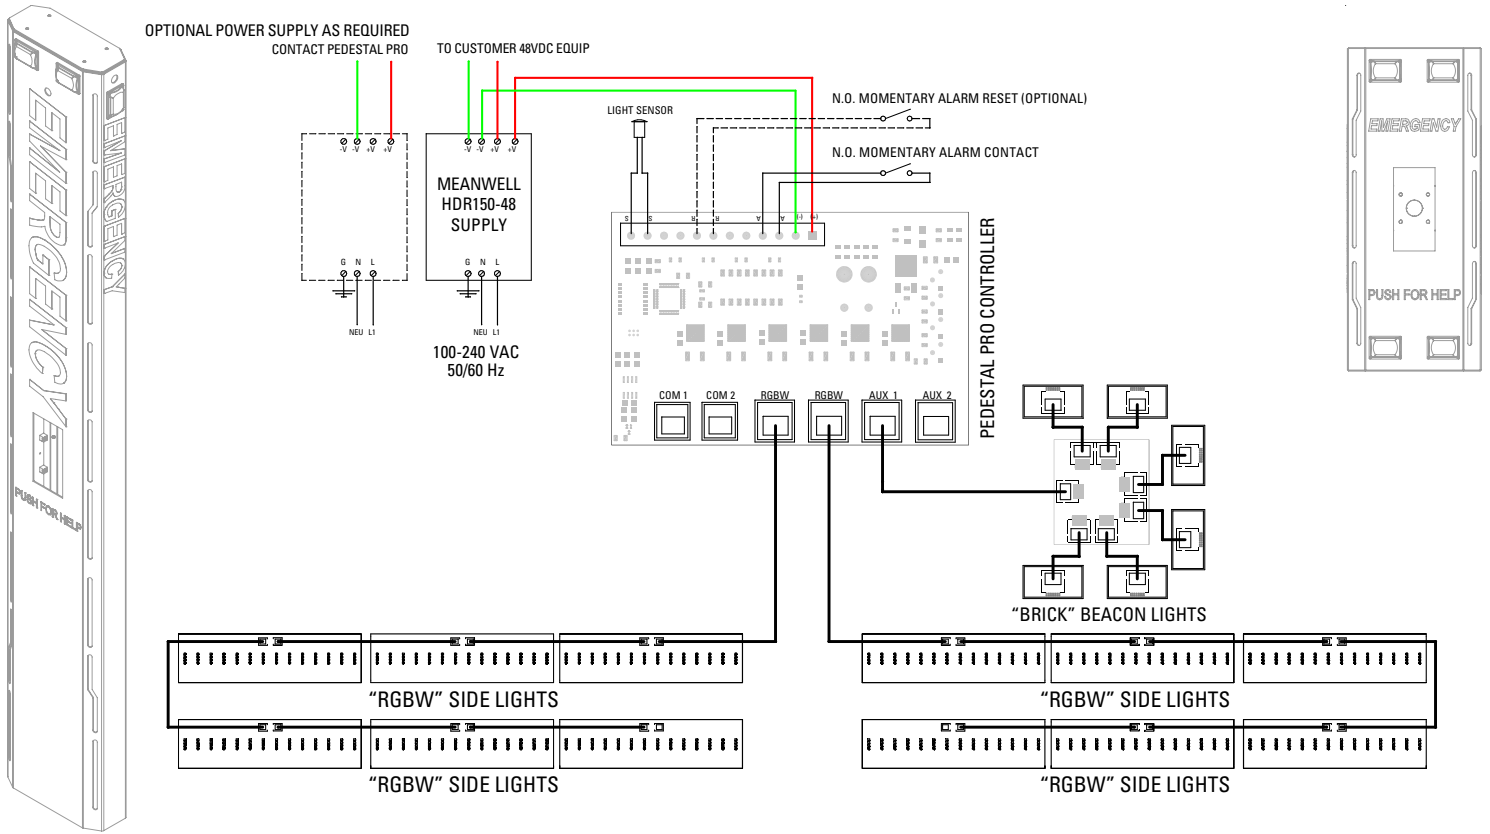 OPTIONAL POWER SUPPLY AS REQUIRED
CONTACT PEDESTAL PRO
TO CUSTOMER 48VDC EQUIP
LIGHT SENSOR
N.O. MOMENTARY ALARM RESET (OPTIONAL)
N.O. MOMENTARY ALARM CONTACT
-V -V +V +V
-V -V +V +V
MEANWELL
HDR150-48
SUPPLY
G N L
G N L
NEU L1
NEU L1
100-240 VAC
50/60 Hz
S S R R A A (-) (+)
PEDESTAL PRO CONTROLLER
COM 1 COM 2 RGBW RGBW AUX 1 AUX 2
“BRICK” BEACON LIGHTS
“RGBW” SIDE LIGHTS
“RGBW” SIDE LIGHTS
“RGBW” SIDE LIGHTS
“RGBW” SIDE LIGHTS
EMERGENCY
EMERGENCY
PUSH FOR HELP
EMERGENCY
PUSH FOR HELP